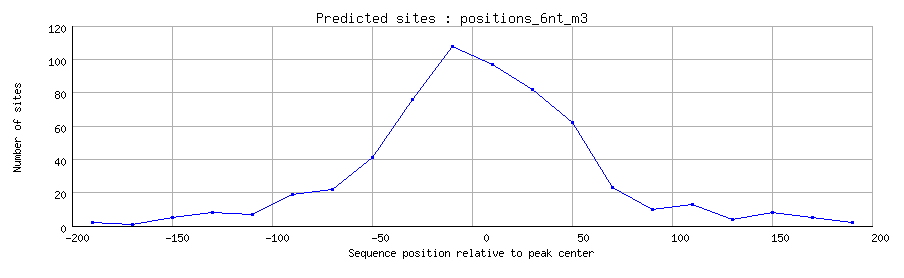 Predicted sites : positions_6nt_m3
120
100
80
60
40
20
0
Number of sites
-200 -150 -100 -50 0 50 100 150 200
Sequence position relative to peak center